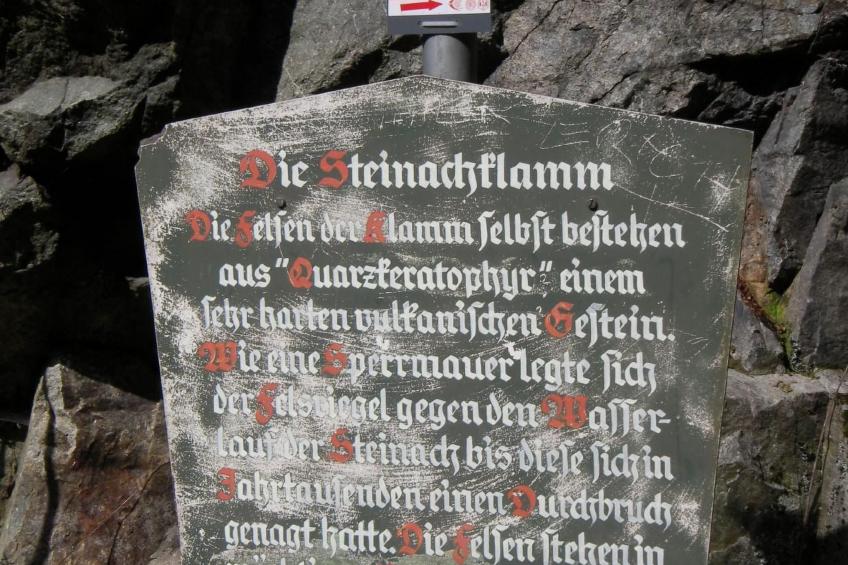 Die Steinachklamm
Die Felsen der Klamm selbst bestehen
aus "Quarzkeratophyr", einem
sehr harten vulkanischen Gestein.
Wie eine Sperrmauer legte sich
der Felsriegel gegen den Wasser-
lauf der Steinach bis diese sich in
Jahrtausenden einen Durchbruch
genagt hatte. Die Felsen stehen in